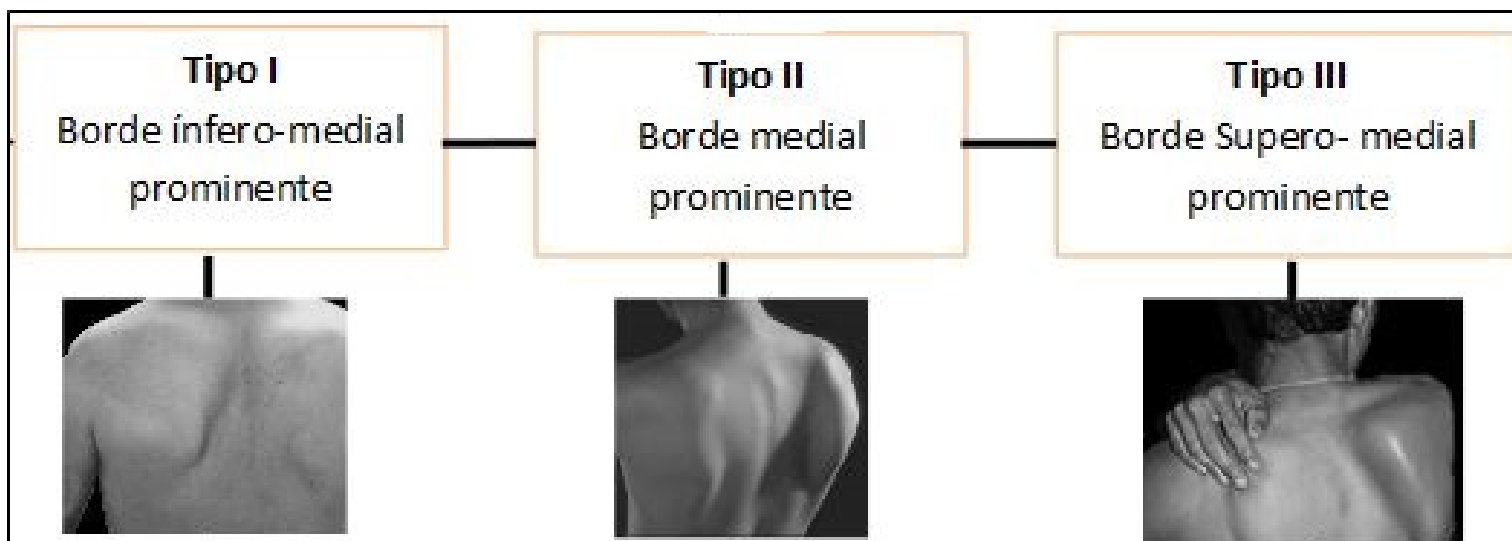 Tipo I
Borde ínfero-medial
prominente
Tipo II
Borde medial
prominente
Tipo III
Borde Supero- medial
prominente